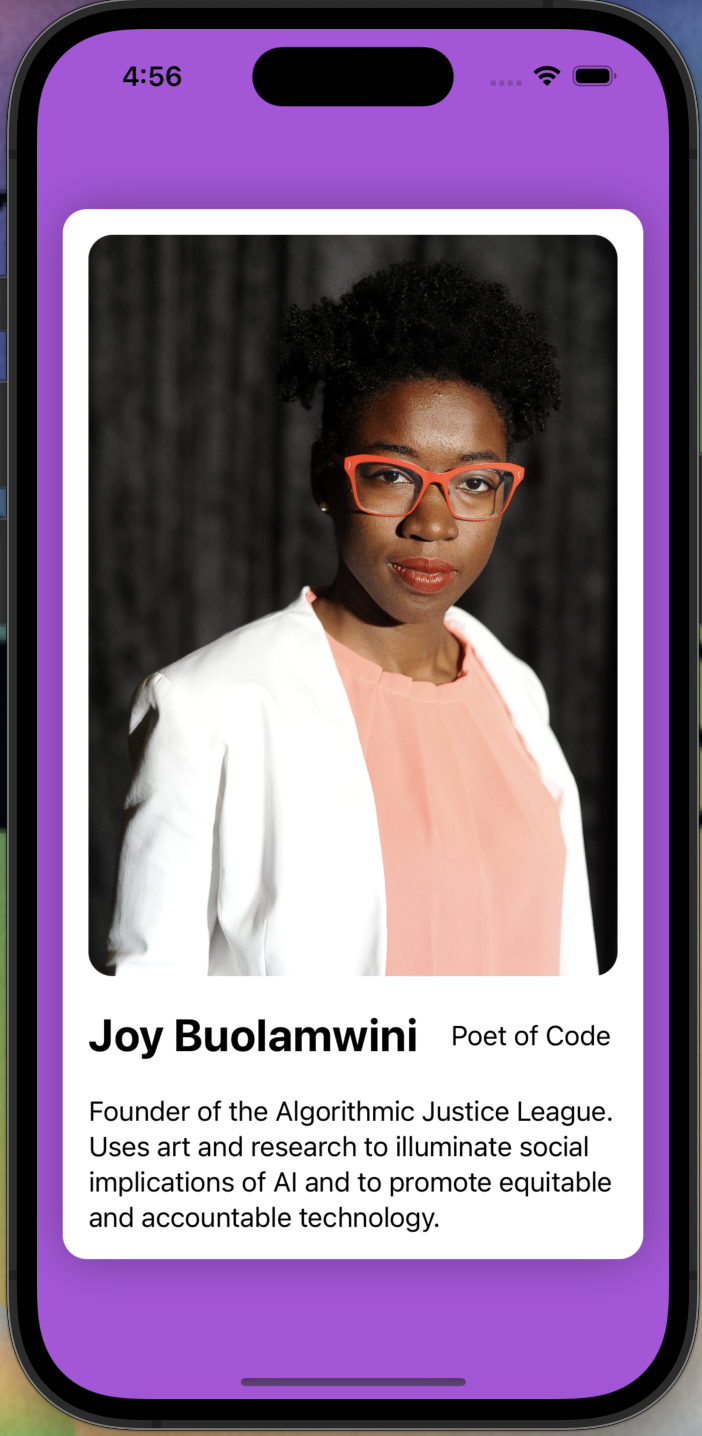 4:56
Joy Buolamwini Poet of Code
Founder of the Algorithmic Justice League.
Uses art and research to illuminate social
implications of AI and to promote equitable
and accountable technology.